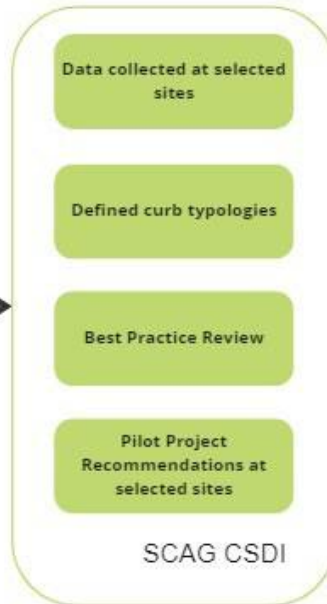 Data collected at selected
sites
Defined curb typologies
Best Practice Review
Pilot Project
Recommendations at
selected sites
SCAG CSDI